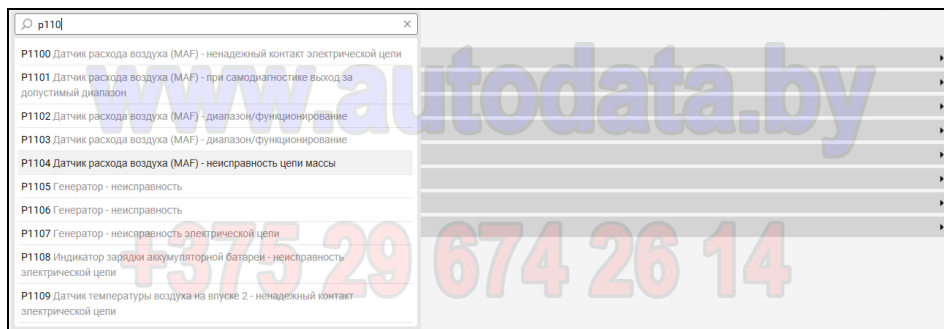 p110
P1100 Датчик расхода воздуха (MAF) - ненадежный контакт электрической цепи
P1101 Датчик расхода воздуха (MAF) - при самодиагностике выход за
допустимый диапазон
P1102 Датчик расхода воздуха (MAF) - диапазон/функционирование
P1103 Датчик расхода воздуха (MAF) - диапазон/функционирование
P1104 Датчик расхода воздуха (MAF) - неисправность цепи массы
P1105 Генератор - неисправность
P1106 Генератор - неисправность
P1107 Генератор - неисправность электрической цепи
P1108 Индикатор зарядки аккумуляторной батареи - неисправность
электрической цепи
P1109 Датчик температуры воздуха на впуске 2 - ненадежный контакт
электрической цепи
www.autodata.by
+375 29 674 26 14